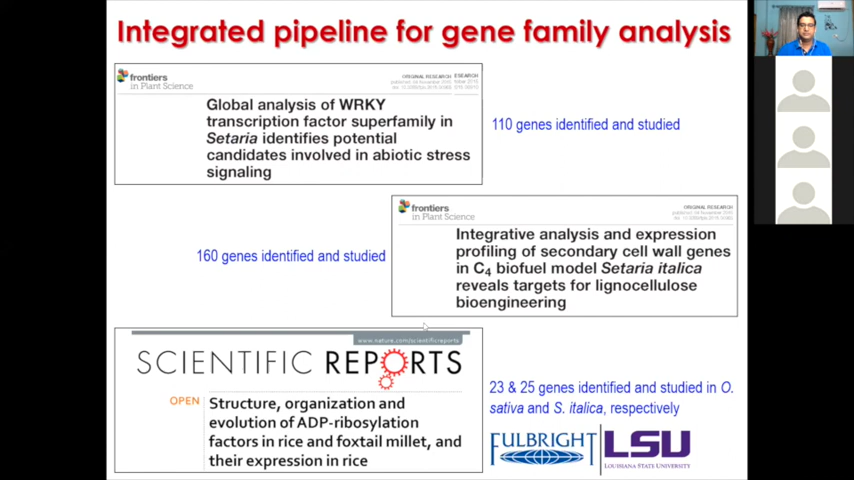 Integrated pipeline for gene family analysis
frontiers
in Plant Science
ORIGINAL RESEARCH
Global analysis of WRKY
transcription factor superfamily in
Setaria identifies potential
candidates involved in abiotic stress
signaling
110 genes identified and studied
frontiers
in Plant Science
ORIGINAL RESEARCH
Integrative analysis and expression
profiling of secondary cell wall genes
in C4 biofuel model Setaria italica
reveals targets for lignocellulose
bioengineering
160 genes identified and studied
www.nature.com/scientificreports
SCIENTIFIC REPORTS
OPEN
Structure, organization and
evolution of ADP-ribosylation
factors in rice and foxtail millet, and
their expression in rice
23 & 25 genes identified and studied in O.
sativa and S. italica, respectively
FULBRIGHT
LSU
LOUISIANA STATE UNIVERSITY